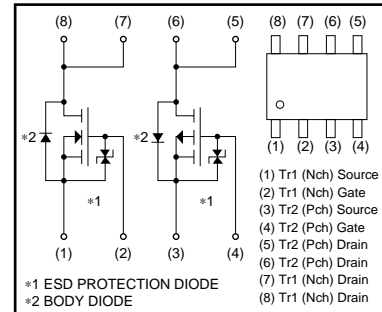 (8) (7) (6) (5)
(8) (7) (6) (5)
∗2 ∗2
∗1 ∗1
(1) (2) (3) (4)
(1) (2) (3) (4)
(1) Tr1 (Nch) Source
(2) Tr1 (Nch) Gate
(3) Tr2 (Pch) Source
(4) Tr2 (Pch) Gate
(5) Tr2 (Pch) Drain
(6) Tr2 (Pch) Drain
(7) Tr1 (Nch) Drain
(8) Tr1 (Nch) Drain
∗1 ESD PROTECTION DIODE
∗2 BODY DIODE